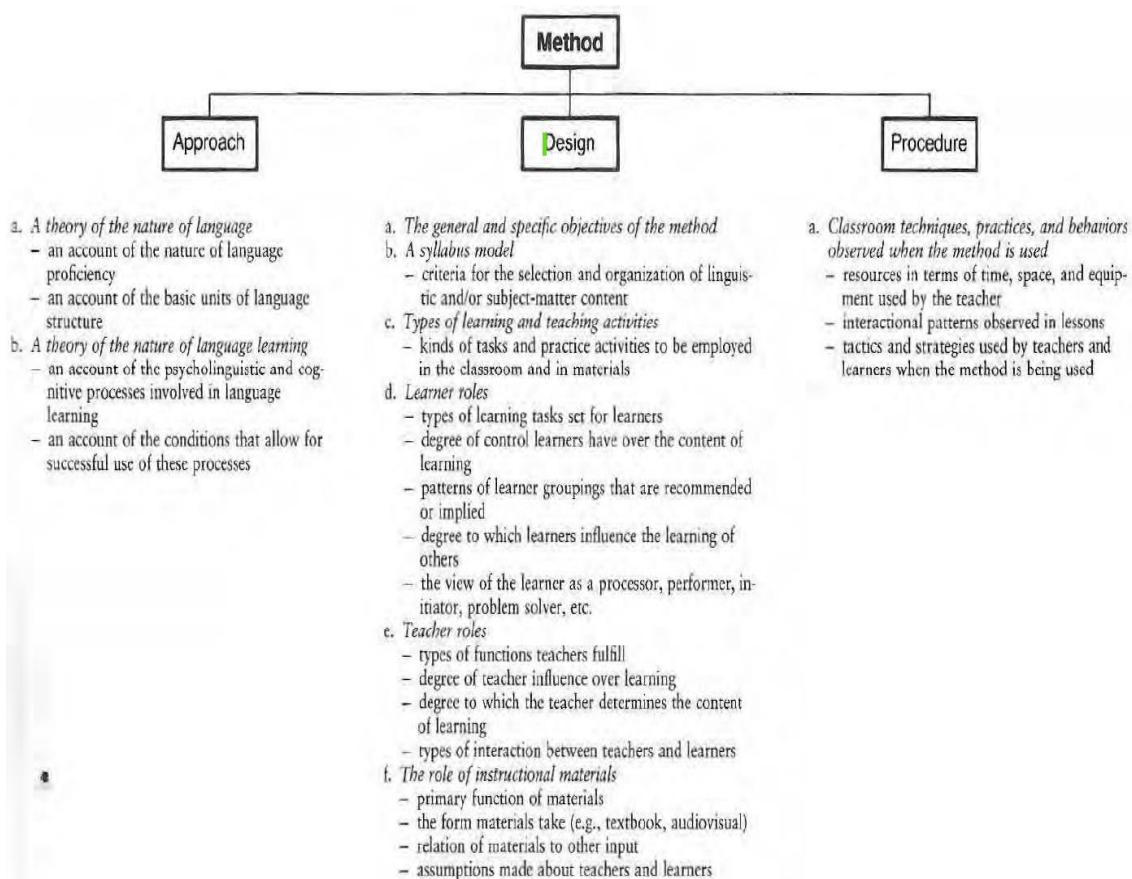 Method
Approach
Design
Procedure
a. A theory of the nature of language
– an account of the nature of language
proficiency
– an account of the basic units of language
structure
b. A theory of the nature of language learning
– an account of the psycholinguistic and cog-
nitive processes involved in language
learning
– an account of the conditions that allow for
successful use of these processes
a. The general and specific objectives of the method
b. A syllabus model
– criteria for the selection and organization of linguis-
tic and/or subject-matter content
c. Types of learning and teaching activities
– kinds of tasks and practice activities to be employed
in the classroom and in materials
d. Learner roles
– types of learning tasks set for learners
– degree of control learners have over the content of
learning
– patterns of learner groupings that are recommended
or implied
– degree to which learners influence the learning of
others
– the view of the learner as a processor, performer, in-
itiator, problem solver, etc.
e. Teacher roles
– types of functions teachers fulfill
– degree of teacher influence over learning
– degree to which the teacher determines the content
of learning
– types of interaction between teachers and learners
f. The role of instructional materials
– primary function of materials
– the form materials take (e.g., textbook, audiovisual)
– relation of materials to other input
– assumptions made about teachers and learners
a. Classroom techniques, practices, and behaviors
observed when the method is used
– resources in terms of time, space, and equip-
ment used by the teacher
– interactional patterns observed in lessons
– tactics and strategies used by teachers and
learners when the method is being used